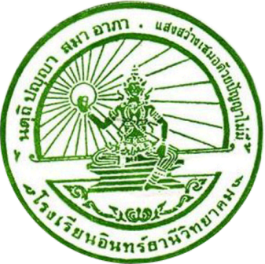 นตฺถิ ปญฺญา สมา อาภา . แสงสว่างเสมอด้วยปัญญาไม่มี
โรงเรียนอินทร์ธานีวิทยาคม